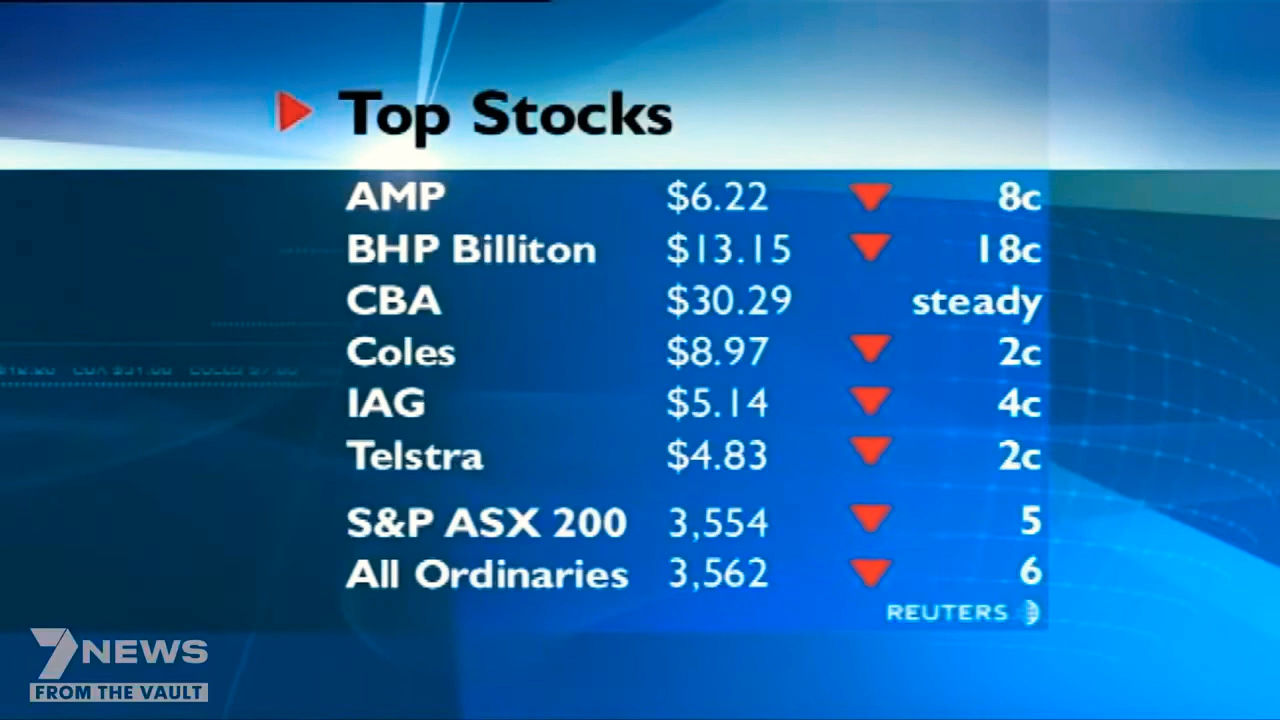 Top Stocks
AMP $6.22 ▼ 8c
BHP Billiton $13.15 ▼ 18c
CBA $30.29 steady
Coles $8.97 ▼ 2c
IAG $5.14 ▼ 4c
Telstra $4.83 ▼ 2c
S&P ASX 200 3,554 ▼ 5
All Ordinaries 3,562 ▼ 6
REUTERS
7NEWS
FROM THE VAULT